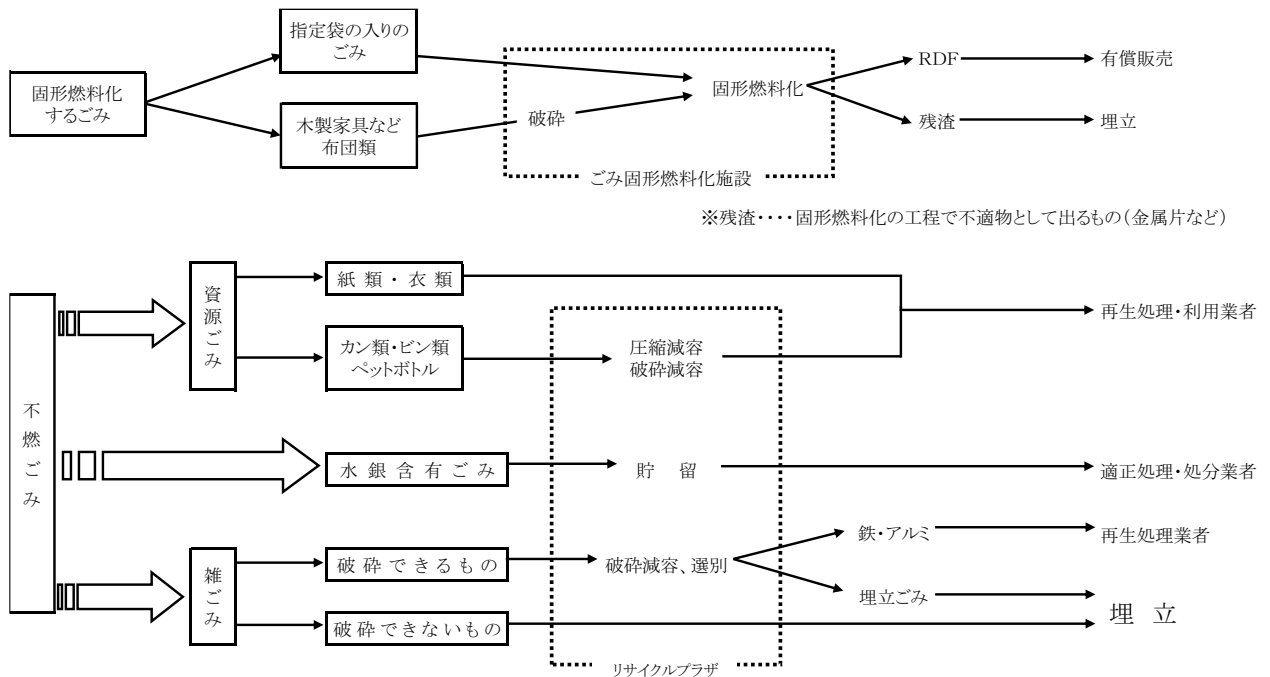 指定袋の入りの
ごみ
固形燃料化
するごみ
木製家具など
布団類
破砕
固形燃料化
RDF
有償販売
残渣
埋立
ごみ固形燃料化施設
※残渣・・・・固形燃料化の工程で不適物として出るもの（金属片など）
不燃ごみ
資源ごみ
紙類・衣類
カン類・ビン類
ペットボトル
圧縮減容
破砕減容
再生処理・利用業者
水銀含有ごみ
貯留
適正処理・処分業者
雑ごみ
破砕できるもの
破砕減容、選別
鉄・アルミ
再生処理業者
埋立ごみ
破砕できないもの
埋立
リサイクルプラザ